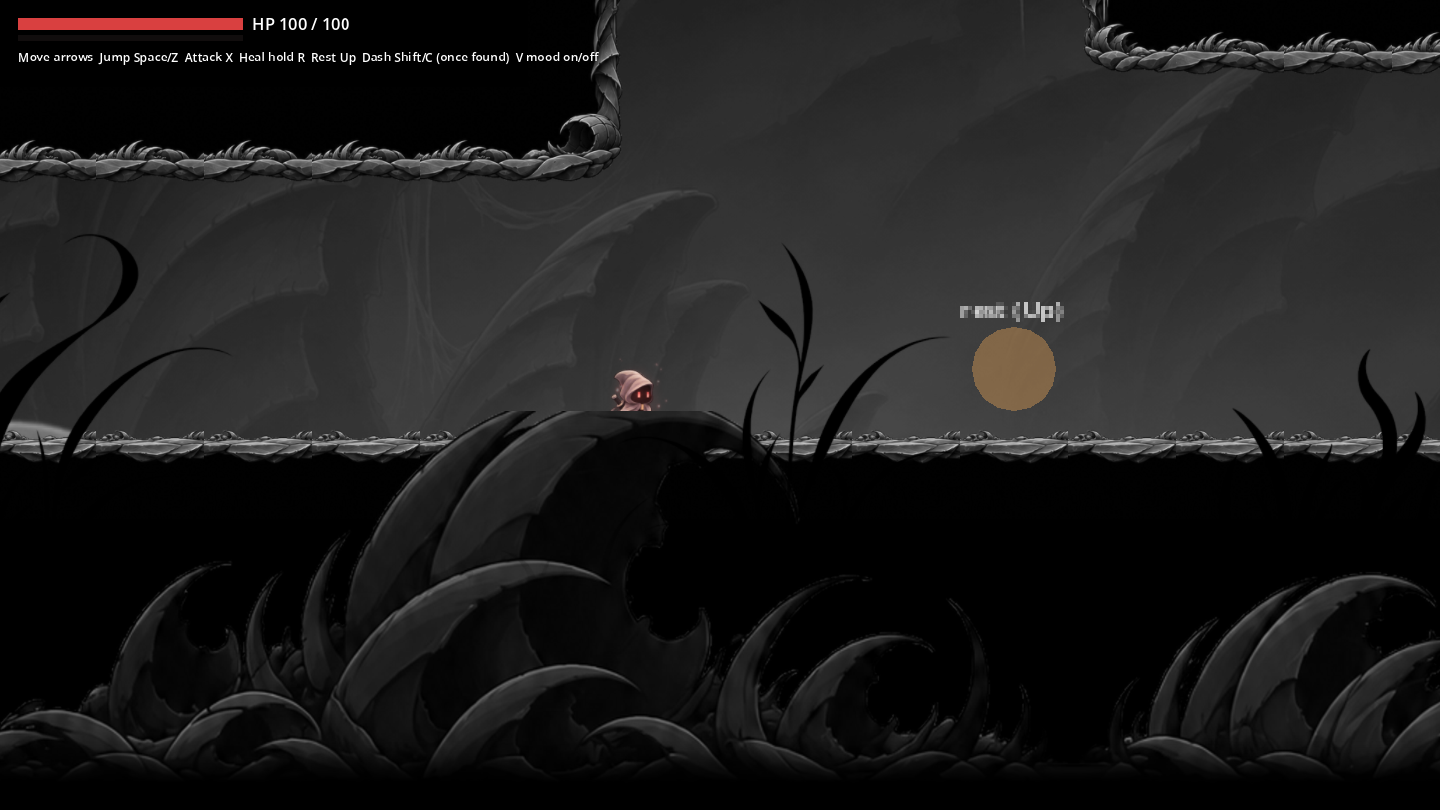 HP 100 / 100
Move arrows  Jump Space/Z  Attack X  Heal hold R  Rest Up  Dash Shift/C (once found)  V mood on/off
rest (Up)